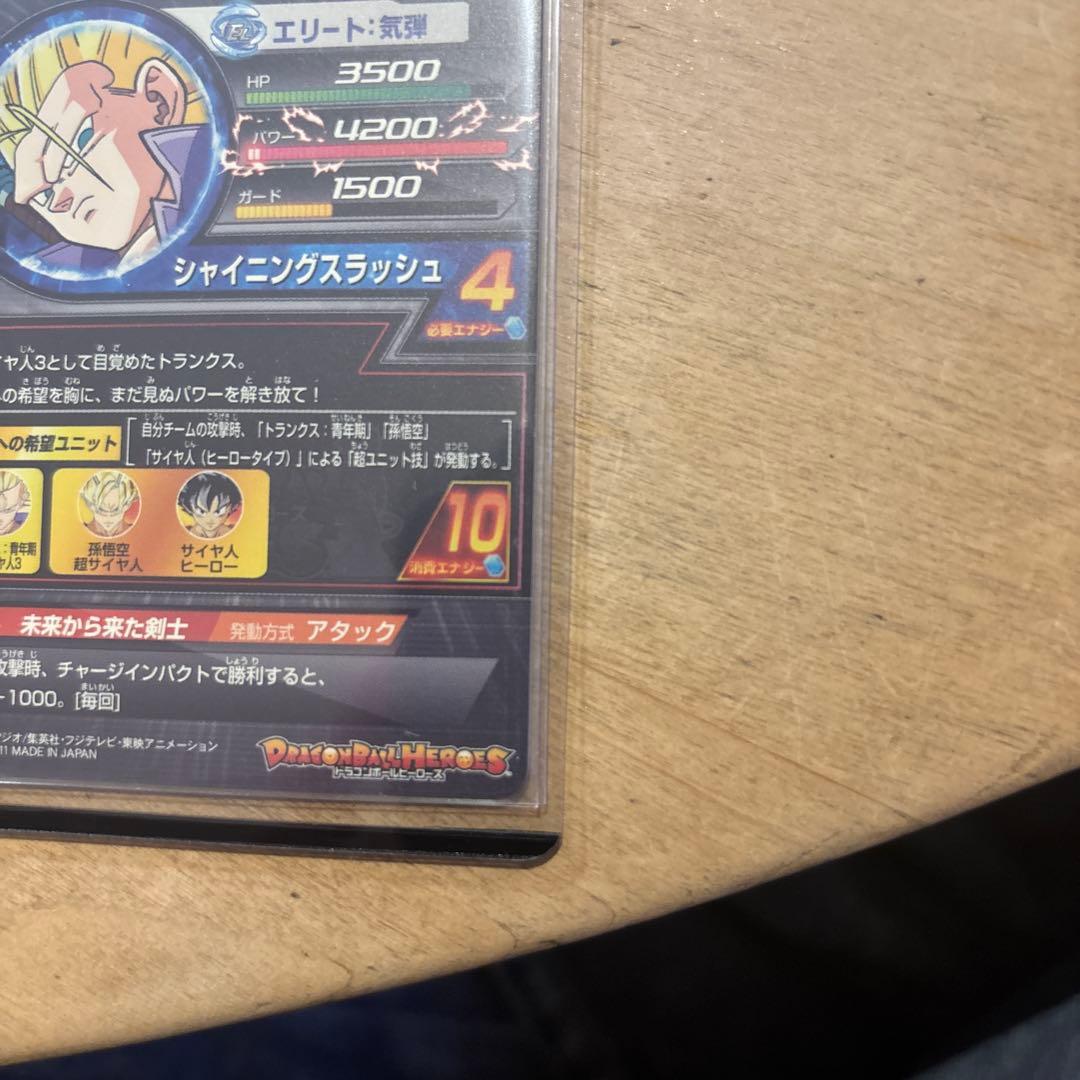 EL エリート:気弾
HP 3500
パワー 4200
ガード 1500
シャイニングスラッシュ
4
必要エナジー
ヤ人3として目覚めたトランクス。
の希望を胸に、まだ見ぬパワーを解き放て!
への希望ユニット
自分チームの攻撃時、「トランクス:青年期」「孫悟空」
「サイヤ人(ヒーロータイプ)」による「超ユニット技」が発動する。
:青年期
ヤ人3
孫悟空
超サイヤ人
サイヤ人
ヒーロー
10
消費エナジー
未来から来た剣士 発動方式 アタック
攻撃時、チャージインパクトで勝利すると、
-1000。[毎回]
ジオ/集英社・フジテレビ・東映アニメーション
11 MADE IN JAPAN
DRAGONBALL HEROES
ドラゴンボールヒーローズ